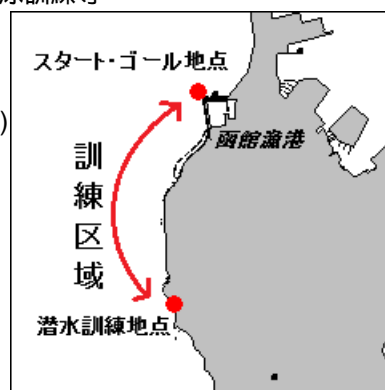 スタート・ゴール地点
函館漁港
訓練区域
潜水訓練地点
)